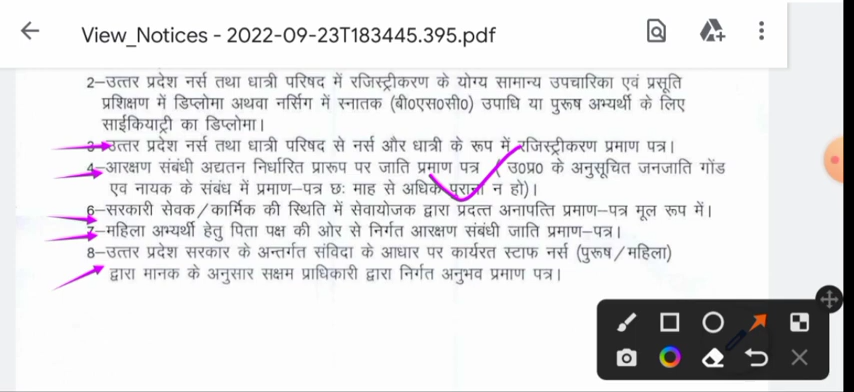 View_Notices - 2022-09-23T183445.395.pdf
2–उत्तर प्रदेश नर्स तथा धात्री परिषद में रजिस्ट्रीकरण के योग्य सामान्य उपचारिका एवं प्रसूति
प्रशिक्षण में डिप्लोमा अथवा नर्सिग में स्नातक (बी०एस०सी०) उपाधि या पुरूष अभ्यर्थी के लिए
साईकियाट्री का डिप्लोमा।
3–उत्तर प्रदेश नर्स तथा धात्री परिषद से नर्स और धात्री के रूप में रजिस्ट्रीकरण प्रमाण पत्र।
4–आरक्षण संबंधी अद्यतन निर्धारित प्रारूप पर जाति प्रमाण पत्र ( उ०प्र० के अनुसूचित जनजाति गोंड
एव नायक के संबंध में प्रमाण–पत्र छः माह से अधिक पुराना न हो)।
6–सरकारी सेवक/कार्मिक की स्थिति में सेवायोजक द्वारा प्रदत्त अनापत्ति प्रमाण–पत्र मूल रूप में।
7–महिला अभ्यर्थी हेतु पिता पक्ष की ओर से निर्गत आरक्षण संबंधी जाति प्रमाण–पत्र।
8–उत्तर प्रदेश सरकार के अन्तर्गत संविदा के आधार पर कार्यरत स्टाफ नर्स (पुरूष/महिला)
द्वारा मानक के अनुसार सक्षम प्राधिकारी द्वारा निर्गत अनुभव प्रमाण पत्र।